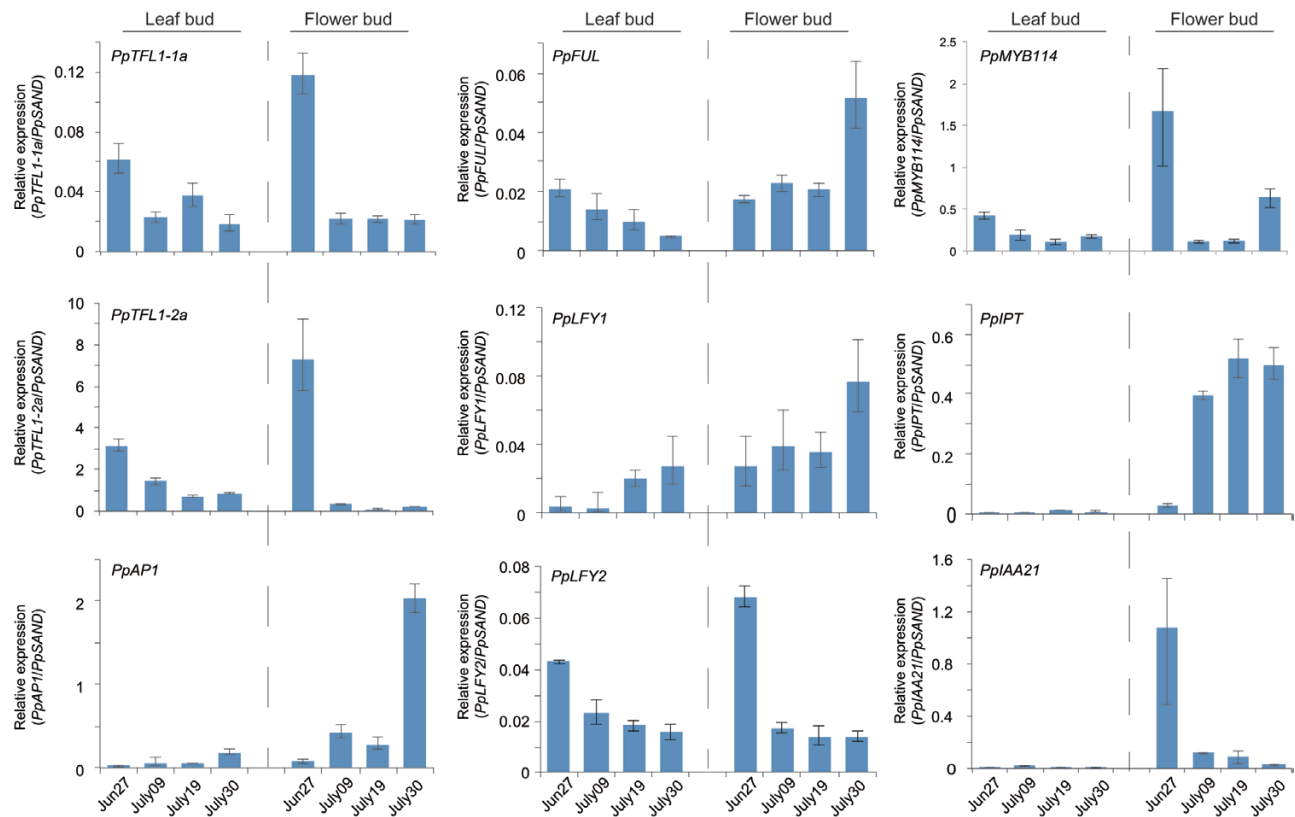 Leaf bud
Flower bud
Leaf bud
Flower bud
Leaf bud
Flower bud
PpTFL1-1a
Relative expression
(PpTFL1-1a/PpSAND)
0.12
0.08
0.04
0
PpFUL
Relative expression
(PpFUL/PpSAND)
0.06
0.04
0.02
0
PpMYB114
Relative expression
(PpMYB114/PpSAND)
2.5
2
1.5
1
0.5
0
PpTFL1-2a
Relative expression
(PpTFL1-2a/PpSAND)
10
8
6
4
2
0
PpLFY1
Relative expression
(PpLFY1/PpSAND)
0.12
0.08
0.04
0
PpIPT
Relative expression
(PpIPT/PpSAND)
0.6
0.4
0.2
0
PpAP1
Relative expression
(PpAP1/PpSAND)
2
1
0
Jun27
July09
July19
July30
Jun27
July09
July19
July30
PpLFY2
Relative expression
(PpLFY2/PpSAND)
0.08
0.06
0.04
0.02
0
Jun27
July09
July19
July30
Jun27
July09
July19
July30
PpIAA21
Relative expression
(PpIAA21/PpSAND)
1.6
1.2
0.8
0.4
0
Jun27
July09
July19
July30
Jun27
July09
July19
July30